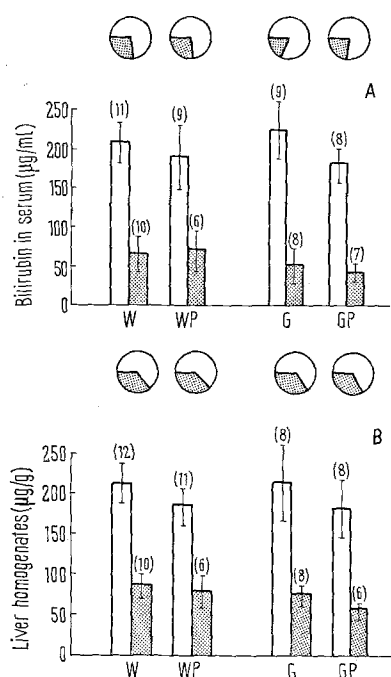 A
Bilirubin in serum (µg/ml)
250
200
150
100
50
0
(11)
(10)
(9)
(6)
(9)
(8)
(8)
(7)
W
WP
G
GP
B
Liver homogenates (µg/g)
250
200
150
100
50
0
(12)
(10)
(11)
(6)
(8)
(8)
(8)
(6)
W
WP
G
GP